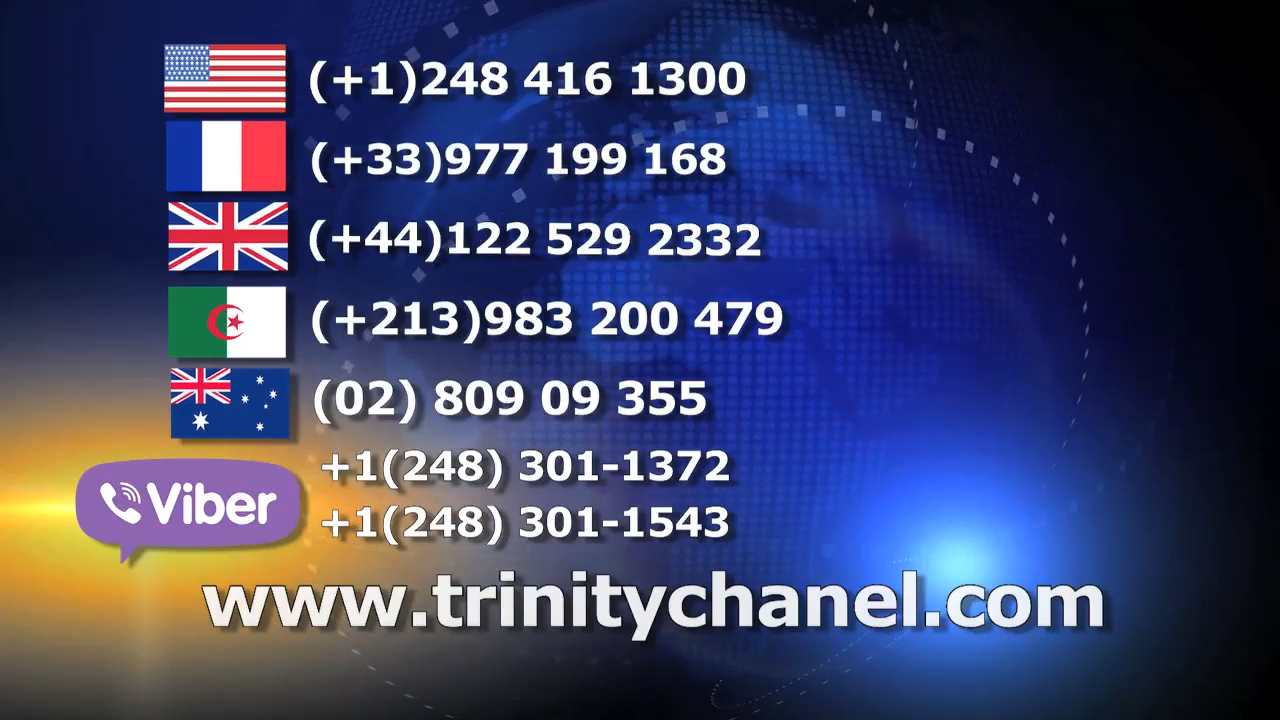 (+1)248 416 1300
(+33)977 199 168
(+44)122 529 2332
(+213)983 200 479
(02) 809 09 355
Viber
+1(248) 301-1372
+1(248) 301-1543
www.trinitychanel.com